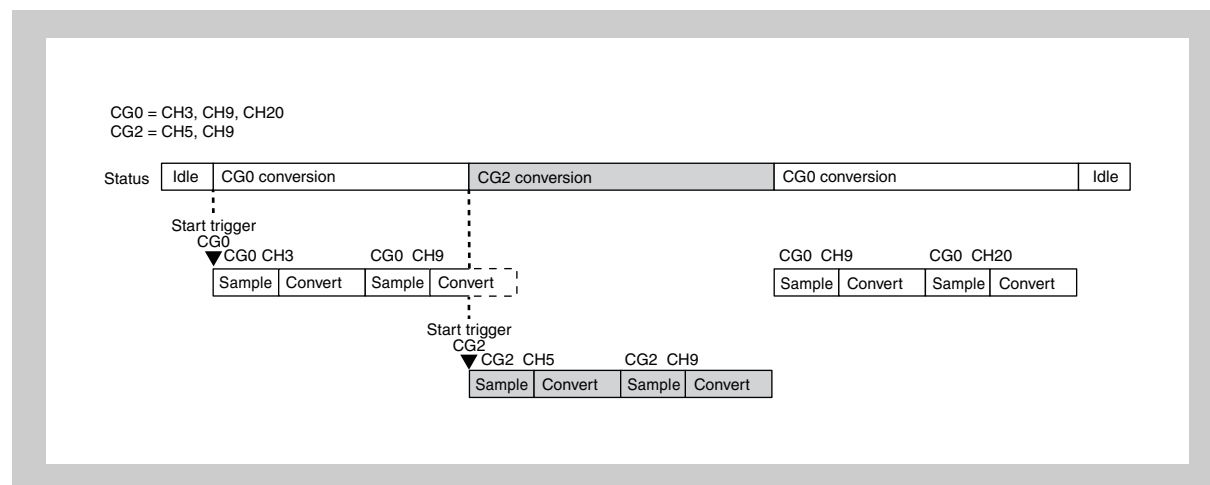 CG0 = CH3, CH9, CH20
CG2 = CH5, CH9
Status Idle CG0 conversion CG2 conversion CG0 conversion Idle
Start trigger
CG0
CG0 CH3 CG0 CH9 CG0 CH9 CG0 CH20
Sample Convert Sample Convert Sample Convert Sample Convert
Start trigger
CG2
CG2 CH5 CG2 CH9
Sample Convert Sample Convert